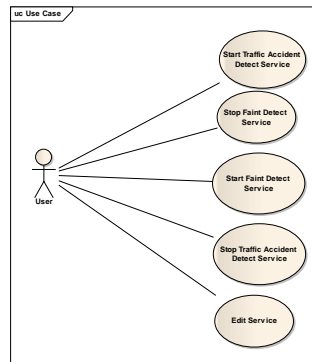 uc Use Case
Start Traffic Accident
Detect Service
Stop Faint Detect
Service
User
Start Faint Detect
Service
Stop Traffic Accident
Detect Service
Edit Service